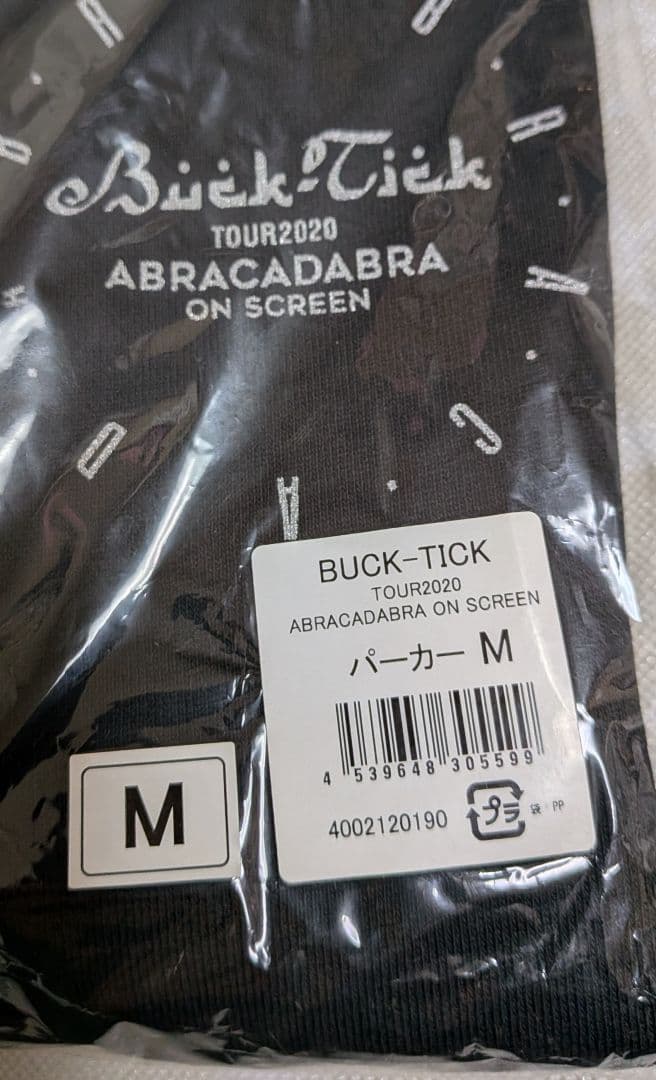 Buck-Tick
TOUR2020
ABRACADABRA
ON SCREEN
BUCK-TICK
TOUR2020
ABRACADABRA ON SCREEN
パーカー M
4 539648 305599
4002120190
プラ 袋:PP
M